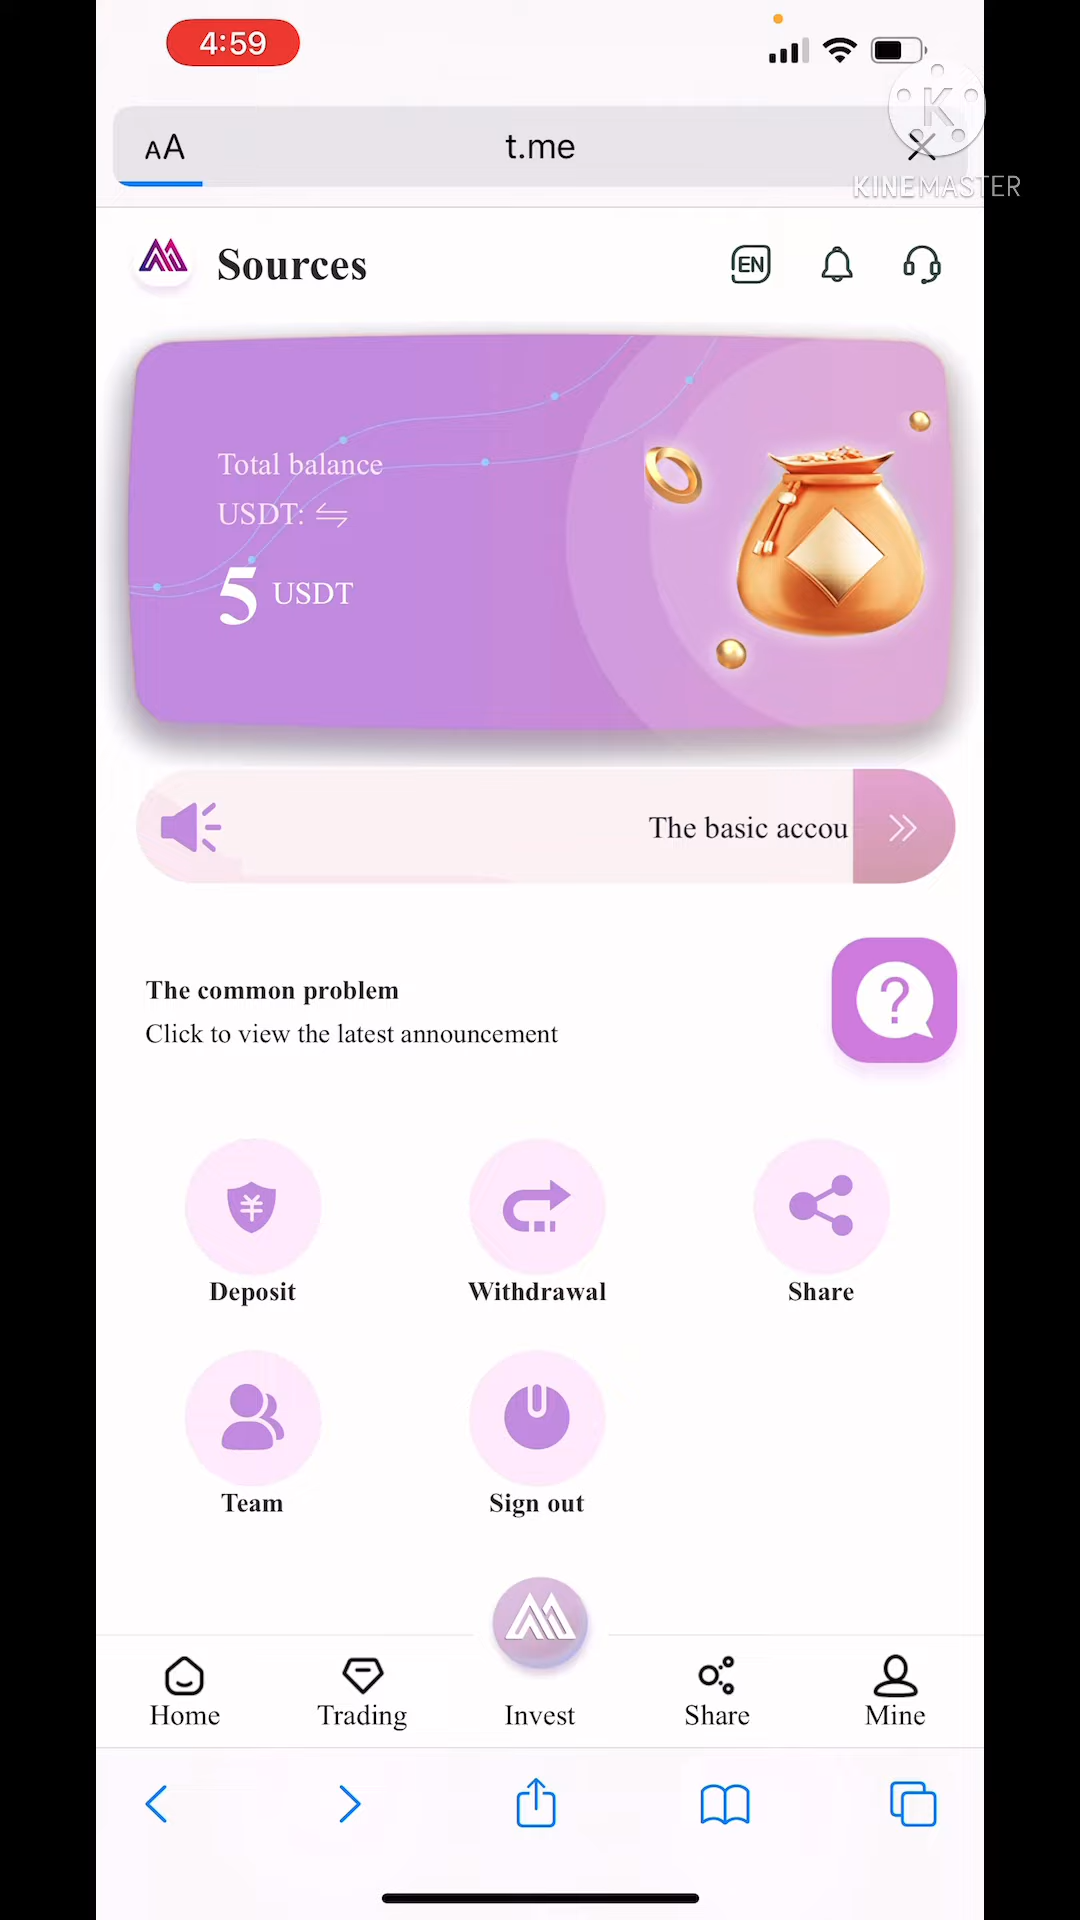 4:59
AA
t.me
KINEMASTER
Sources
EN
Total balance
USDT:
5 USDT
The basic accou
The common problem
Click to view the latest announcement
Deposit
Withdrawal
Share
Team
Sign out
Home
Trading
Invest
Share
Mine